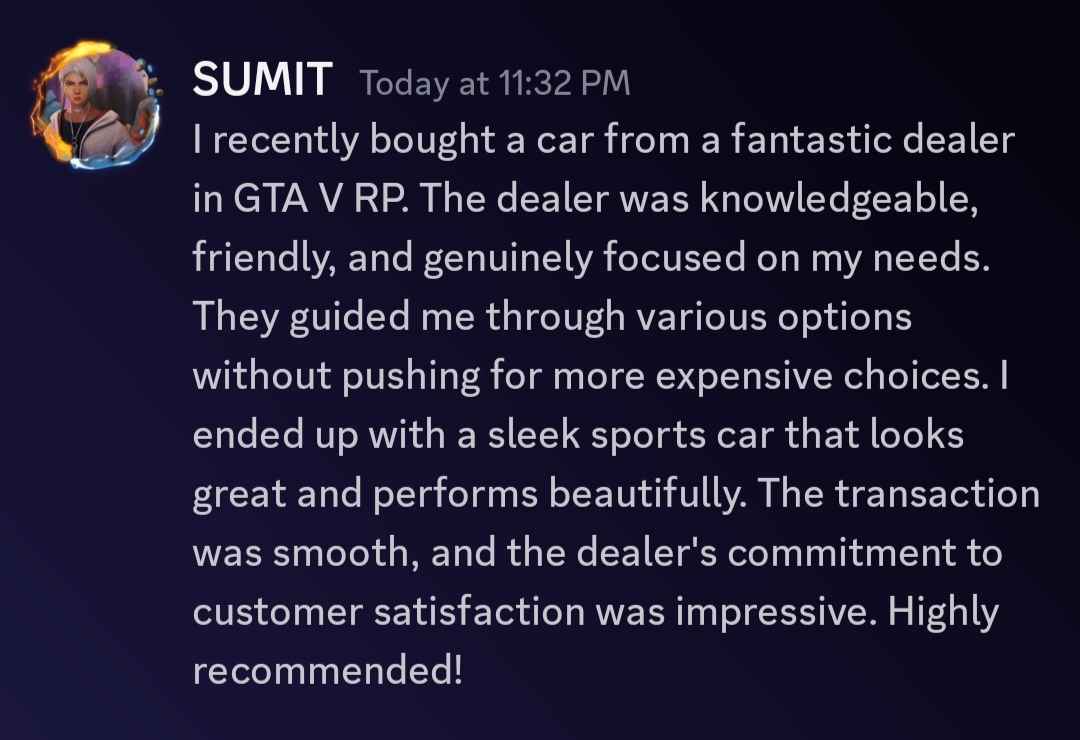 SUMIT Today at 11:32 PM
I recently bought a car from a fantastic dealer
in GTA V RP. The dealer was knowledgeable,
friendly, and genuinely focused on my needs.
They guided me through various options
without pushing for more expensive choices. I
ended up with a sleek sports car that looks
great and performs beautifully. The transaction
was smooth, and the dealer's commitment to
customer satisfaction was impressive. Highly
recommended!